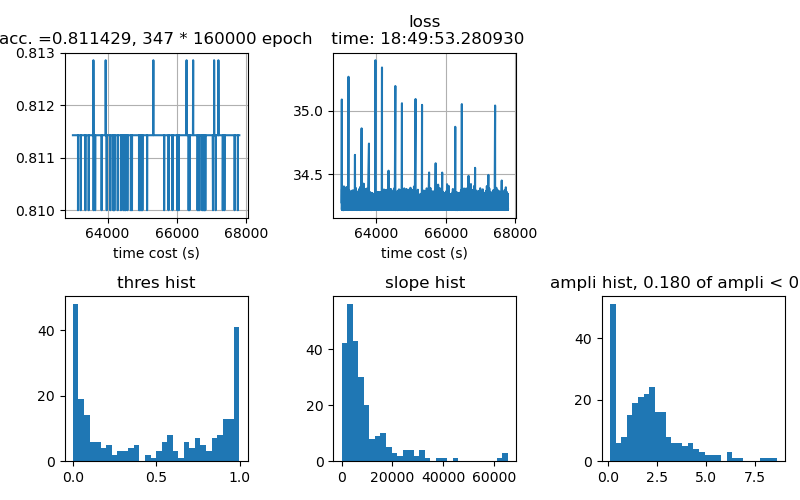 acc. =0.811429, 347 * 160000 epoch
loss
time: 18:49:53.280930
0.813
0.812
0.811
0.810
64000 66000 68000
time cost (s)
35.0
34.5
64000 66000 68000
time cost (s)
thres hist
40
20
0
0.0 0.5 1.0
slope hist
40
20
0
0 20000 40000 60000
ampli hist, 0.180 of ampli < 0
40
20
0
0.0 2.5 5.0 7.5